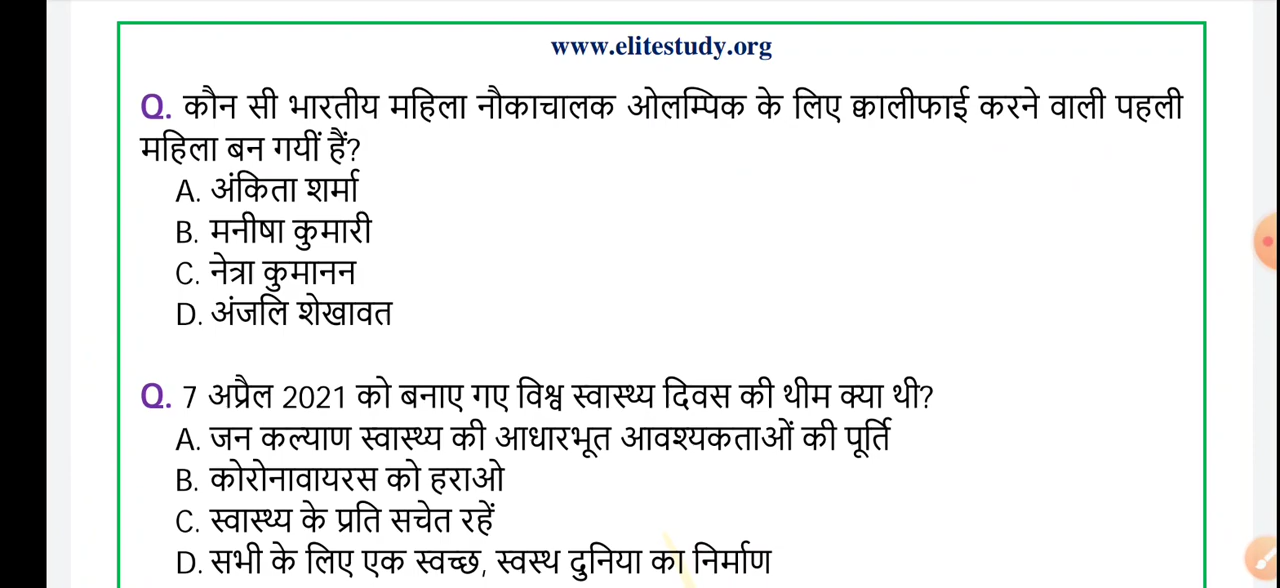 www.elitestudy.org
Q. कौन सी भारतीय महिला नौकाचालक ओलम्पिक के लिए क्वालीफाई करने वाली पहली
महिला बन गयीं हैं?
A. अंकिता शर्मा
B. मनीषा कुमारी
C. नेत्रा कुमानन
D. अंजलि शेखावत
Q. 7 अप्रैल 2021 को बनाए गए विश्व स्वास्थ्य दिवस की थीम क्या थी?
A. जन कल्याण स्वास्थ्य की आधारभूत आवश्यकताओं की पूर्ति
B. कोरोनावायरस को हराओ
C. स्वास्थ्य के प्रति सचेत रहें
D. सभी के लिए एक स्वच्छ, स्वस्थ दुनिया का निर्माण